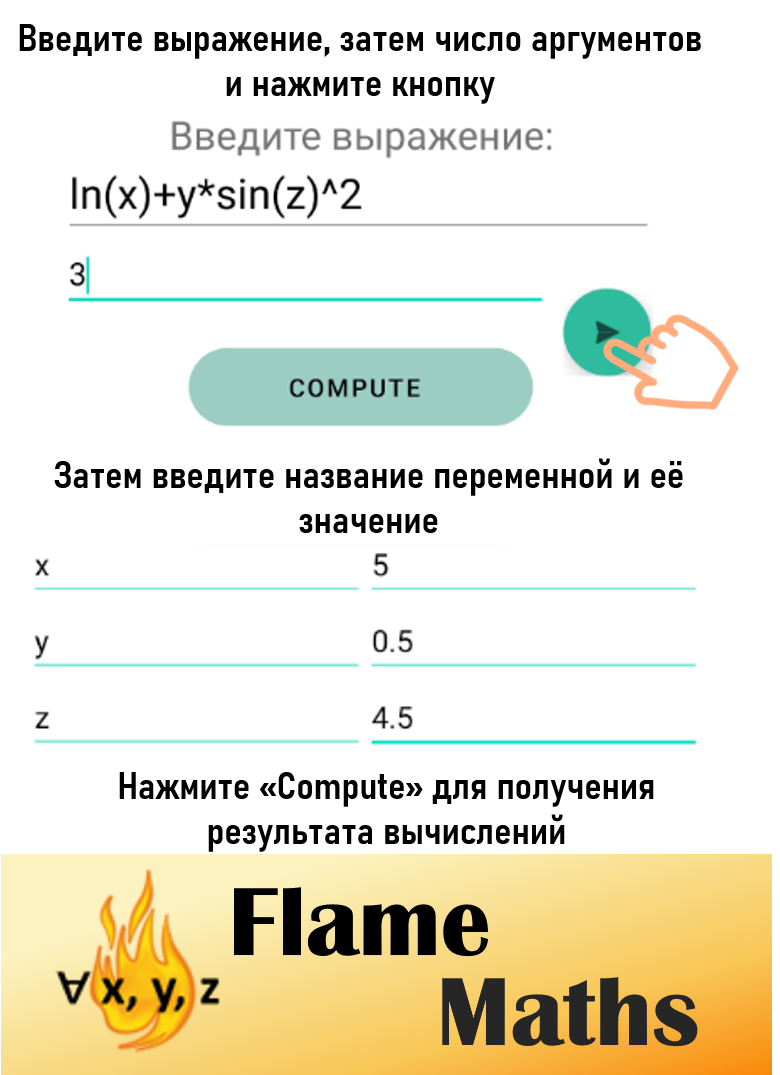 Введите выражение, затем число аргументов
и нажмите кнопку
Введите выражение:
ln(x)+y*sin(z)^2
3
COMPUTE
Затем введите название переменной и её
значение
x 5
y 0.5
z 4.5
Нажмите «Compute» для получения
результата вычислений
Flame
∀x, y, z
Maths